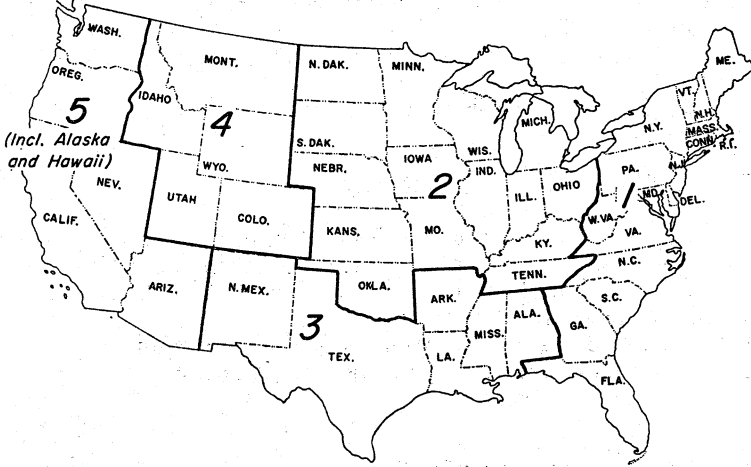 WASH.
MONT.
N. DAK.
MINN.
ME.
OREG.
IDAHO
VT.
N.H.
5
4
MICH.
N.Y.
MASS.
(Incl. Alaska
and Hawaii)
S. DAK.
WIS.
CONN.
R.I.
WYO.
NEBR.
IOWA
IND.
PA.
N.J.
NEV.
UTAH
COLO.
2
ILL.
OHIO
MD.
1
DEL.
CALIF.
KANS.
MO.
KY.
W.VA.
VA.
N.C.
ARIZ.
N. MEX.
OKLA.
ARK.
TENN.
S.C.
3
TEX.
LA.
MISS.
ALA.
GA.
FLA.